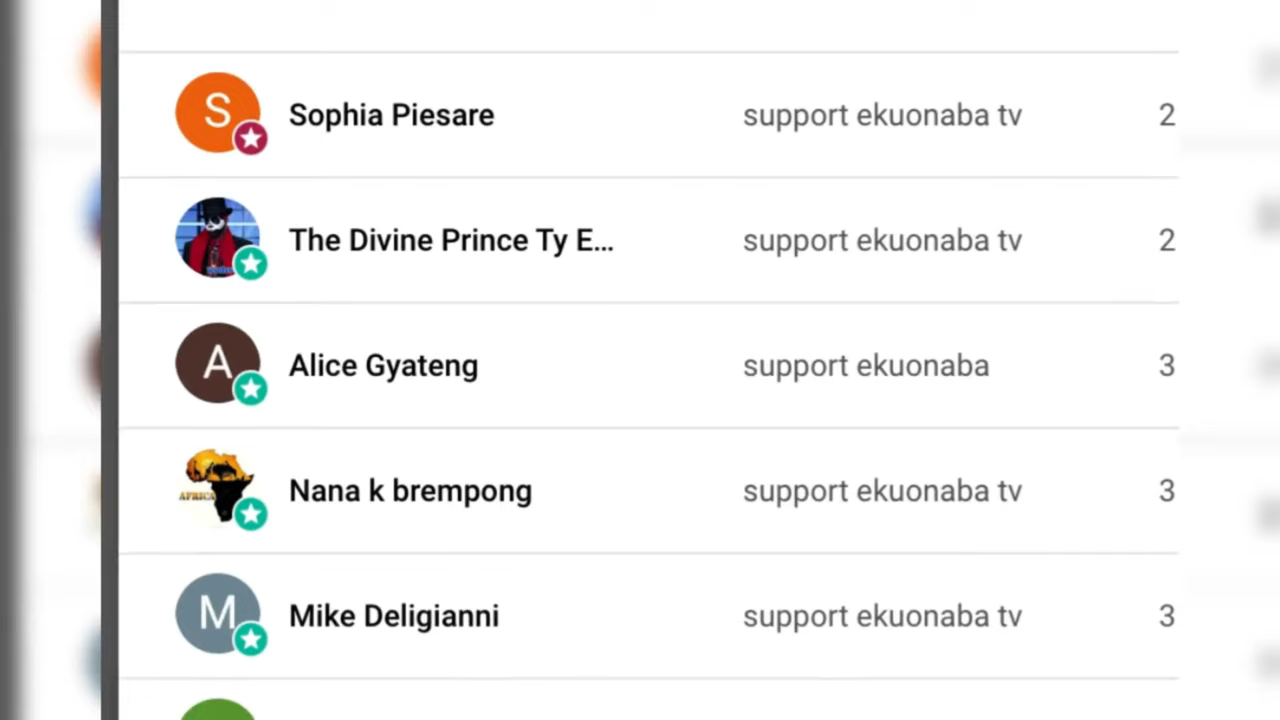 S Sophia Piesare support ekuonaba tv 2
The Divine Prince Ty E... support ekuonaba tv 2
A Alice Gyateng support ekuonaba 3
AFRICA Nana k brempong support ekuonaba tv 3
M Mike Deligianni support ekuonaba tv 3